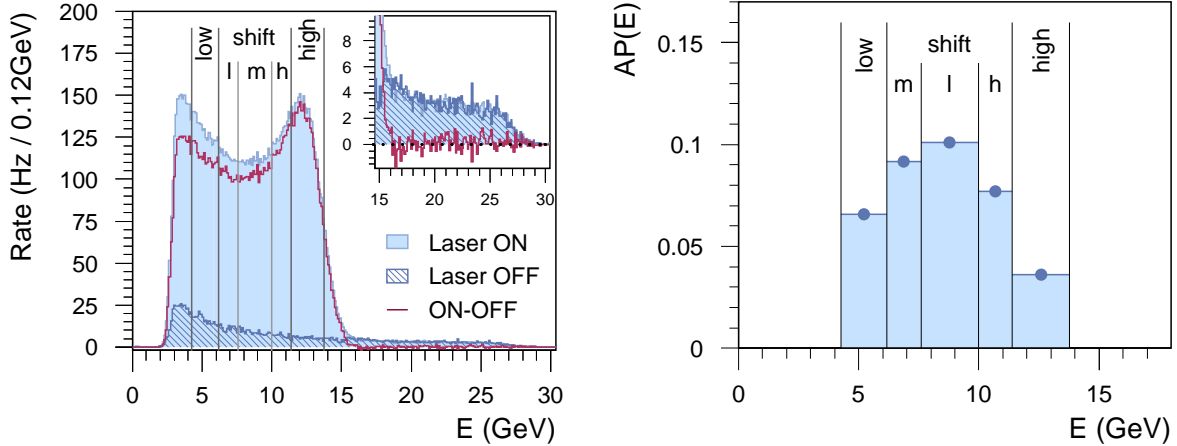 Rate (Hz / 0.12GeV)
200
175
150
125
100
75
50
25
0
low
shift
high
l
m
h
8
6
4
2
0
15
20
25
30
Laser ON
Laser OFF
ON-OFF
0
5
10
15
20
25
30
E (GeV)
AP(E)
0.15
0.1
0.05
0
low
shift
high
m
l
h
0
5
10
15
E (GeV)